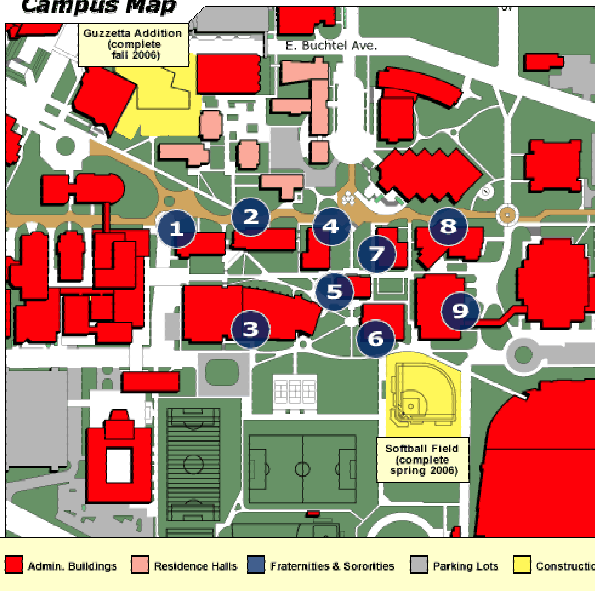 Campus Map
Guzzetta Addition
(complete
fall 2006)
E. Buchtel Ave.
1
2
4
8
7
5
9
3
6
Softball Field
(complete
spring 2006)
Admin. Buildings
Residence Halls
Fraternities & Sororities
Parking Lots
Constructio